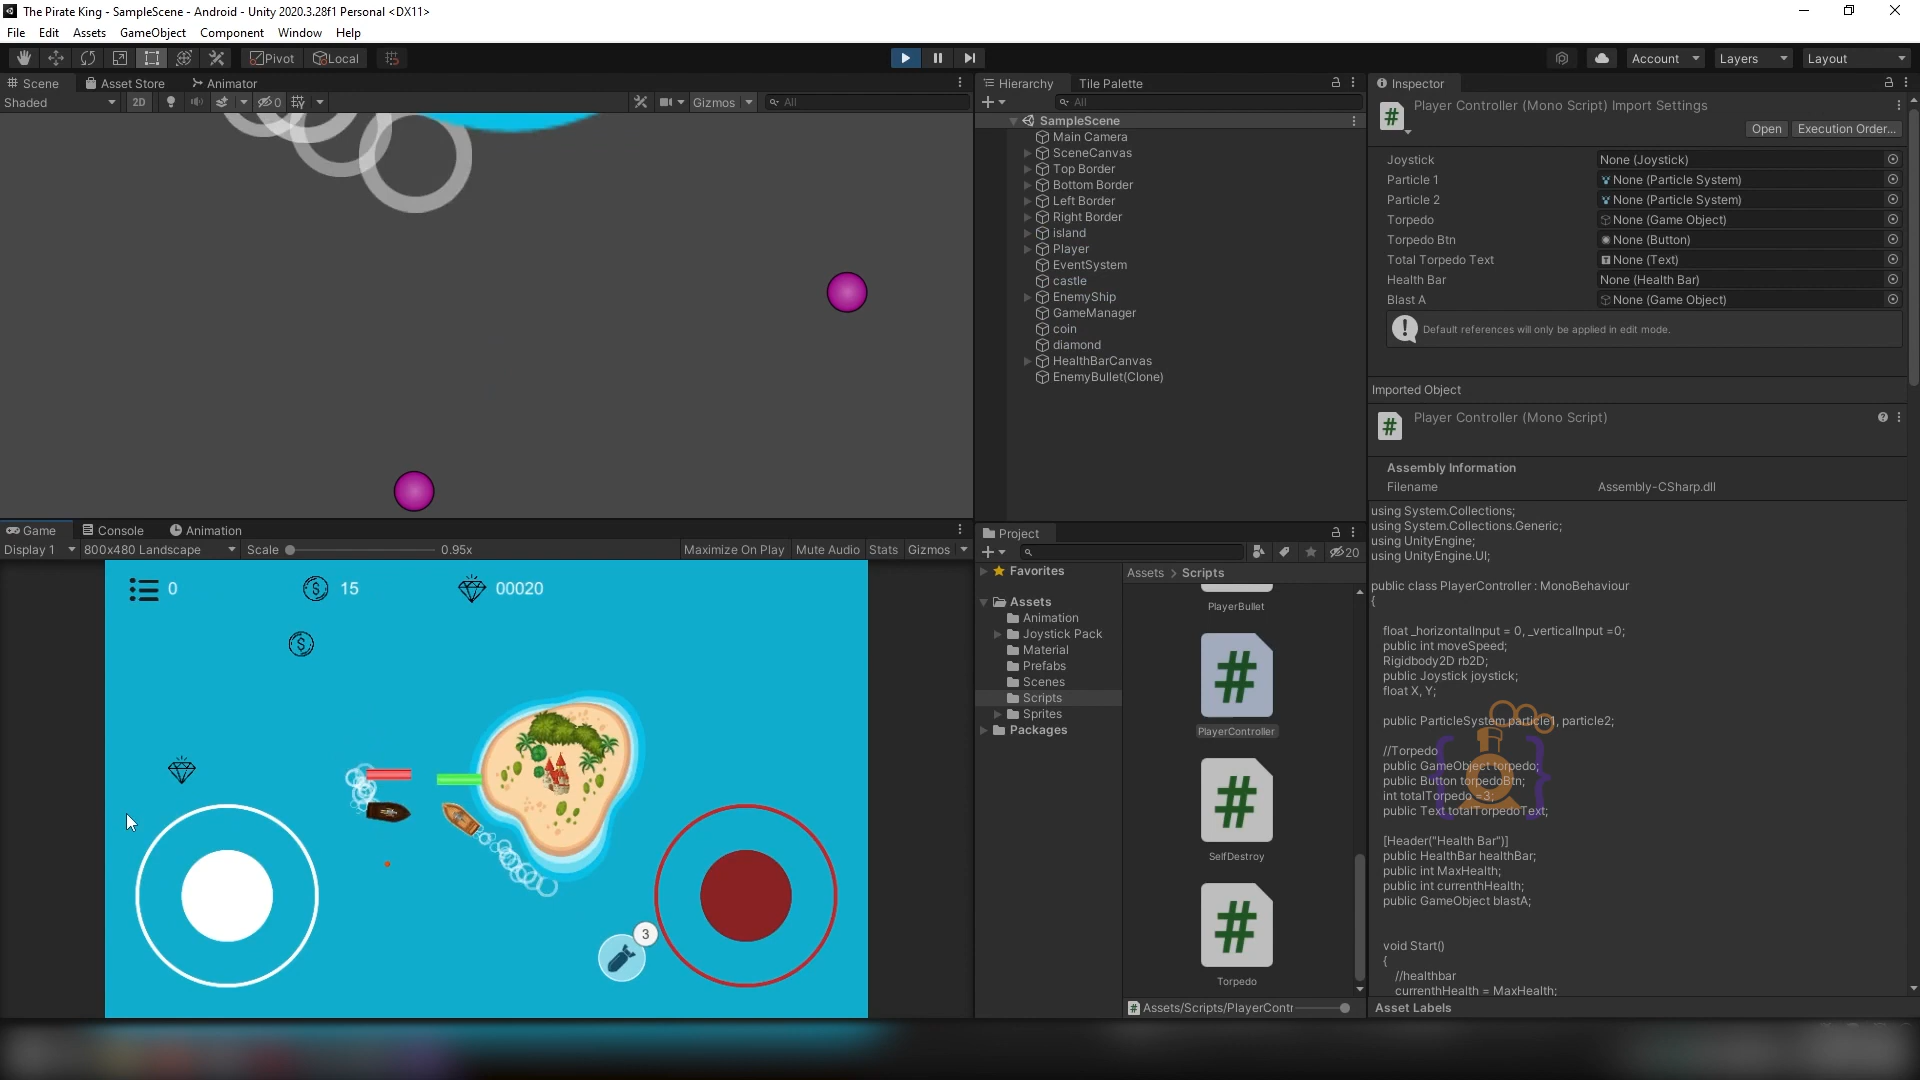 The Pirate King - SampleScene - Android - Unity 2020.3.28f1 Personal <DX11>
File Edit Assets GameObject Component Window Help
Pivot Local Account Layers Layout
Scene Asset Store Animator
Shaded 2D 0 Gizmos All
Hierarchy Tile Palette
All
SampleScene
Main Camera
SceneCanvas
Top Border
Bottom Border
Left Border
Right Border
island
Player
EventSystem
castle
EnemyShip
GameManager
coin
diamond
HealthBarCanvas
EnemyBullet(Clone)
Inspector
Player Controller (Mono Script) Import Settings
Open Execution Order...
Joystick None (Joystick)
Particle 1 None (Particle System)
Particle 2 None (Particle System)
Torpedo None (Game Object)
Torpedo Btn None (Button)
Total Torpedo Text None (Text)
Health Bar None (Health Bar)
Blast A None (Game Object)
Default references will only be applied in edit mode.
Imported Object
Player Controller (Mono Script)
Assembly Information
Filename Assembly-CSharp.dll
using System.Collections;
using System.Collections.Generic;
using UnityEngine;
using UnityEngine.UI;
public class PlayerController : MonoBehaviour
{
float _horizontalInput = 0, _verticalInput =0;
public int moveSpeed;
Rigidbody2D rb2D;
public Joystick joystick;
float X, Y;
public ParticleSystem particle1, particle2;
//Torpedo
public GameObject torpedo;
public Button torpedoBtn;
int totalTorpedo =3;
public Text totalTorpedoText;
[Header("Health Bar")]
public HealthBar healthBar;
public int MaxHealth;
public int currenthHealth;
public GameObject blastA;
void Start()
{
//healthbar
currenthHealth = MaxHealth;
Asset Labels
Game Console Animation
Display 1 800x480 Landscape Scale 0.95x Maximize On Play Mute Audio Stats Gizmos
0 15 00020
3
Project
20
Favorites
Assets
Animation
Joystick Pack
Material
Prefabs
Scenes
Scripts
Sprites
Packages
Assets > Scripts
PlayerBullet
PlayerController
SelfDestroy
Torpedo
Assets/Scripts/PlayerContr